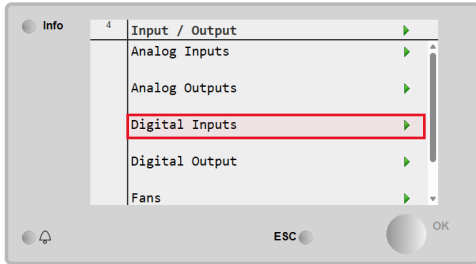 Info
4 Input / Output
Analog Inputs
Analog Outputs
Digital Inputs
Digital Output
Fans
ESC
OK